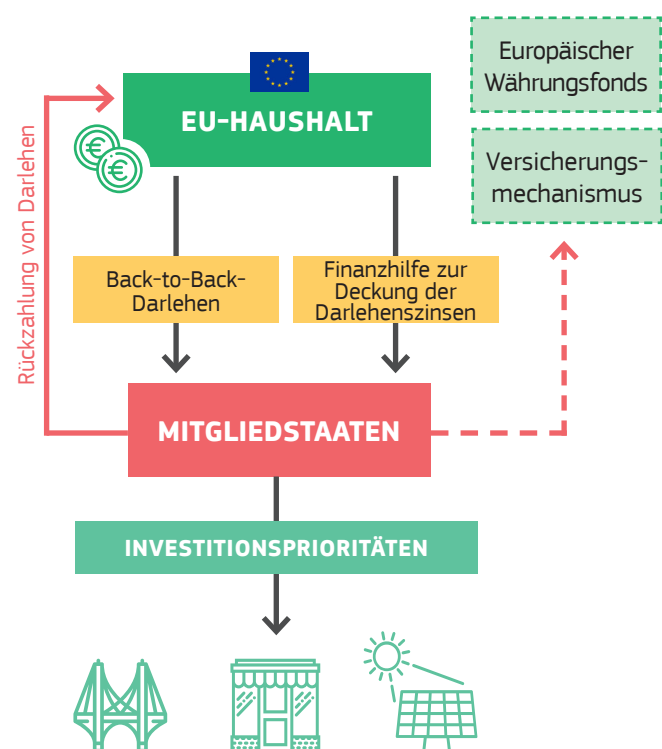 Europäischer
Währungsfonds
EU-HAUSHALT
€
€
Versicherungs-
mechanismus
Rückzahlung von Darlehen
Back-to-Back-
Darlehen
Finanzhilfe zur
Deckung der
Darlehenszinsen
MITGLIEDSTAATEN
INVESTITIONSPRIORITÄTEN